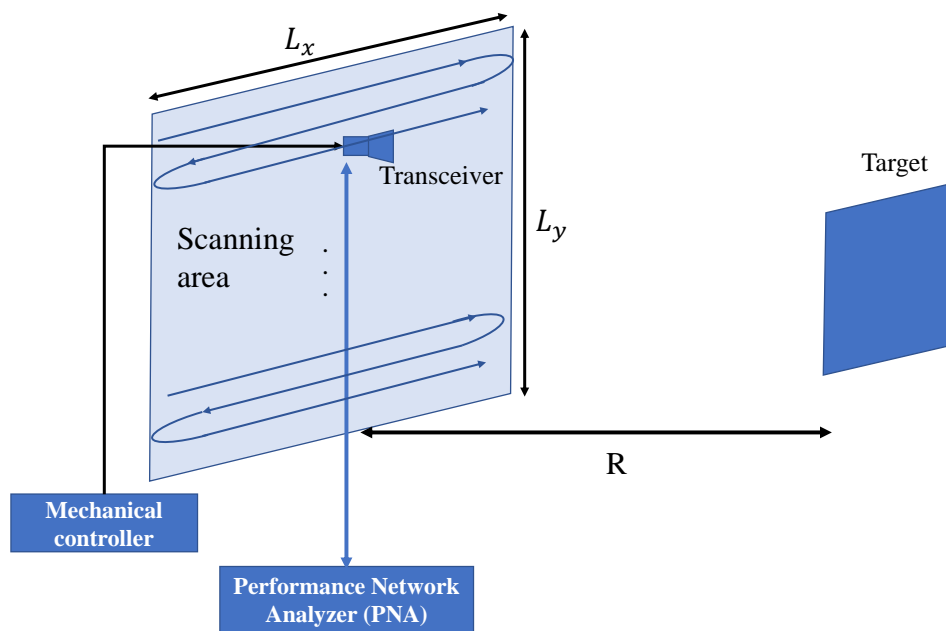 L_x
Transceiver
Target
Scanning
area
L_y
R
Mechanical
controller
Performance Network
Analyzer (PNA)